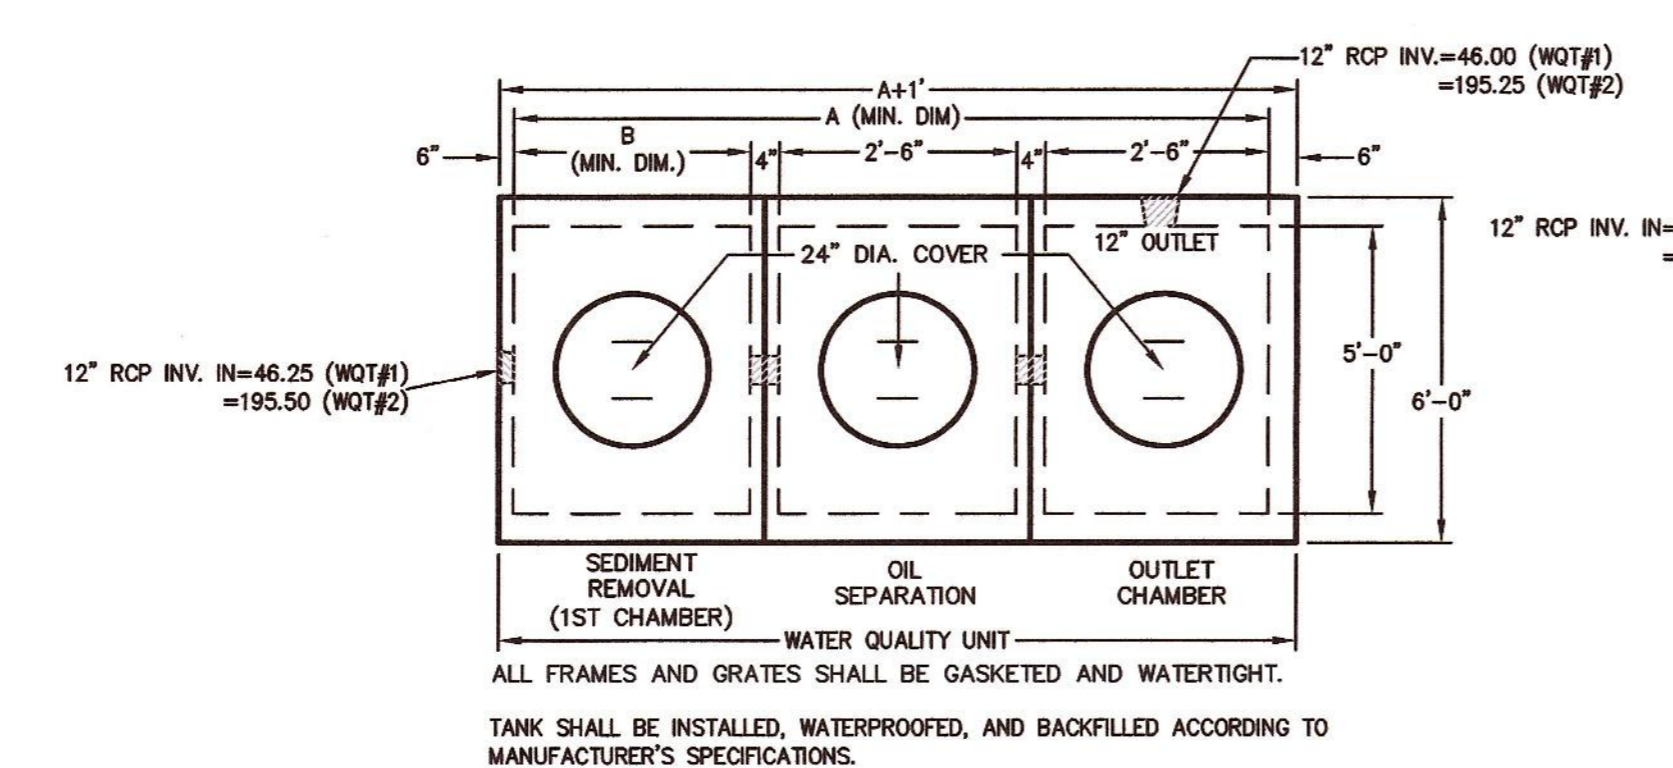 12" RCP INV.=46.00 (WQT#1)
=195.25 (WQT#2)
A+1'
A (MIN. DIM)
B
(MIN. DIM.)
6"
4"
2'-6"
4"
2'-6"
6"
12" RCP INV. IN=
=
12" OUTLET
24" DIA. COVER
5'-0"
6'-0"
12" RCP INV. IN=46.25 (WQT#1)
=195.50 (WQT#2)
SEDIMENT
REMOVAL
(1ST CHAMBER)
OIL
SEPARATION
OUTLET
CHAMBER
WATER QUALITY UNIT
ALL FRAMES AND GRATES SHALL BE GASKETED AND WATERTIGHT.
TANK SHALL BE INSTALLED, WATERPROOFED, AND BACKFILLED ACCORDING TO
MANUFACTURER'S SPECIFICATIONS.